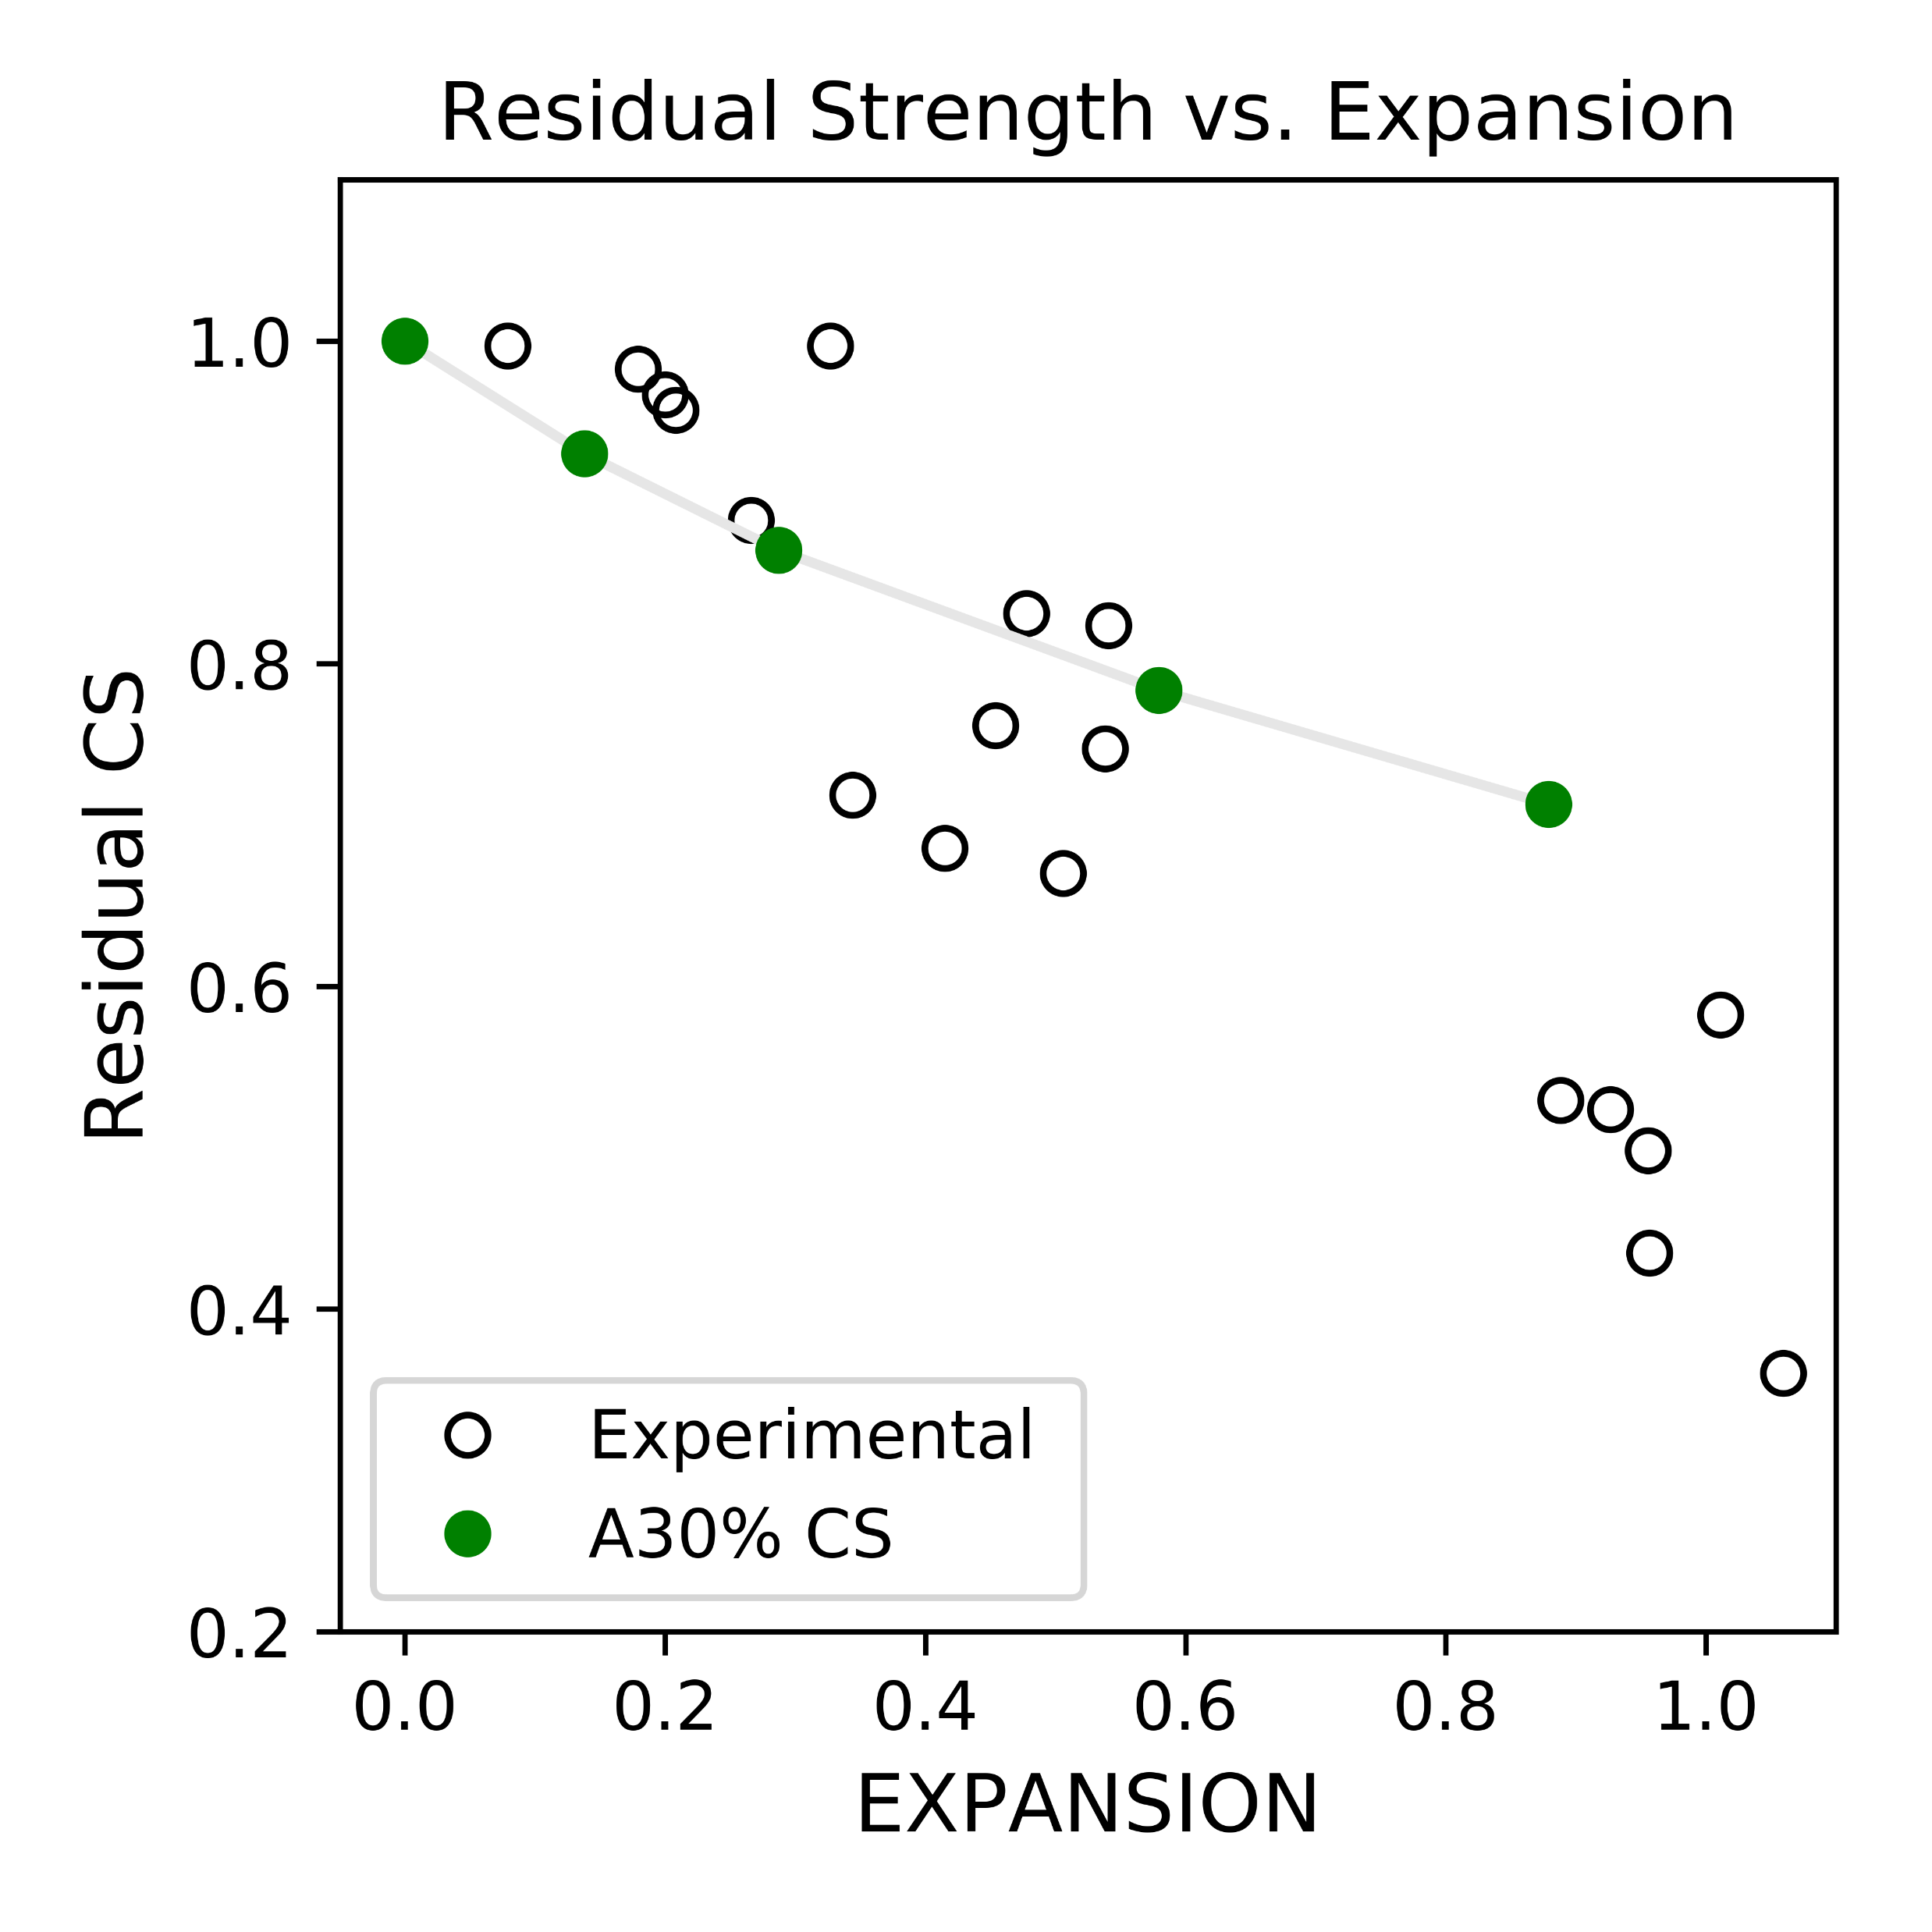 Residual Strength vs. Expansion
1.0
0.8
0.6
0.4
0.2
Residual CS
Experimental
A30% CS
0.0 0.2 0.4 0.6 0.8 1.0
EXPANSION